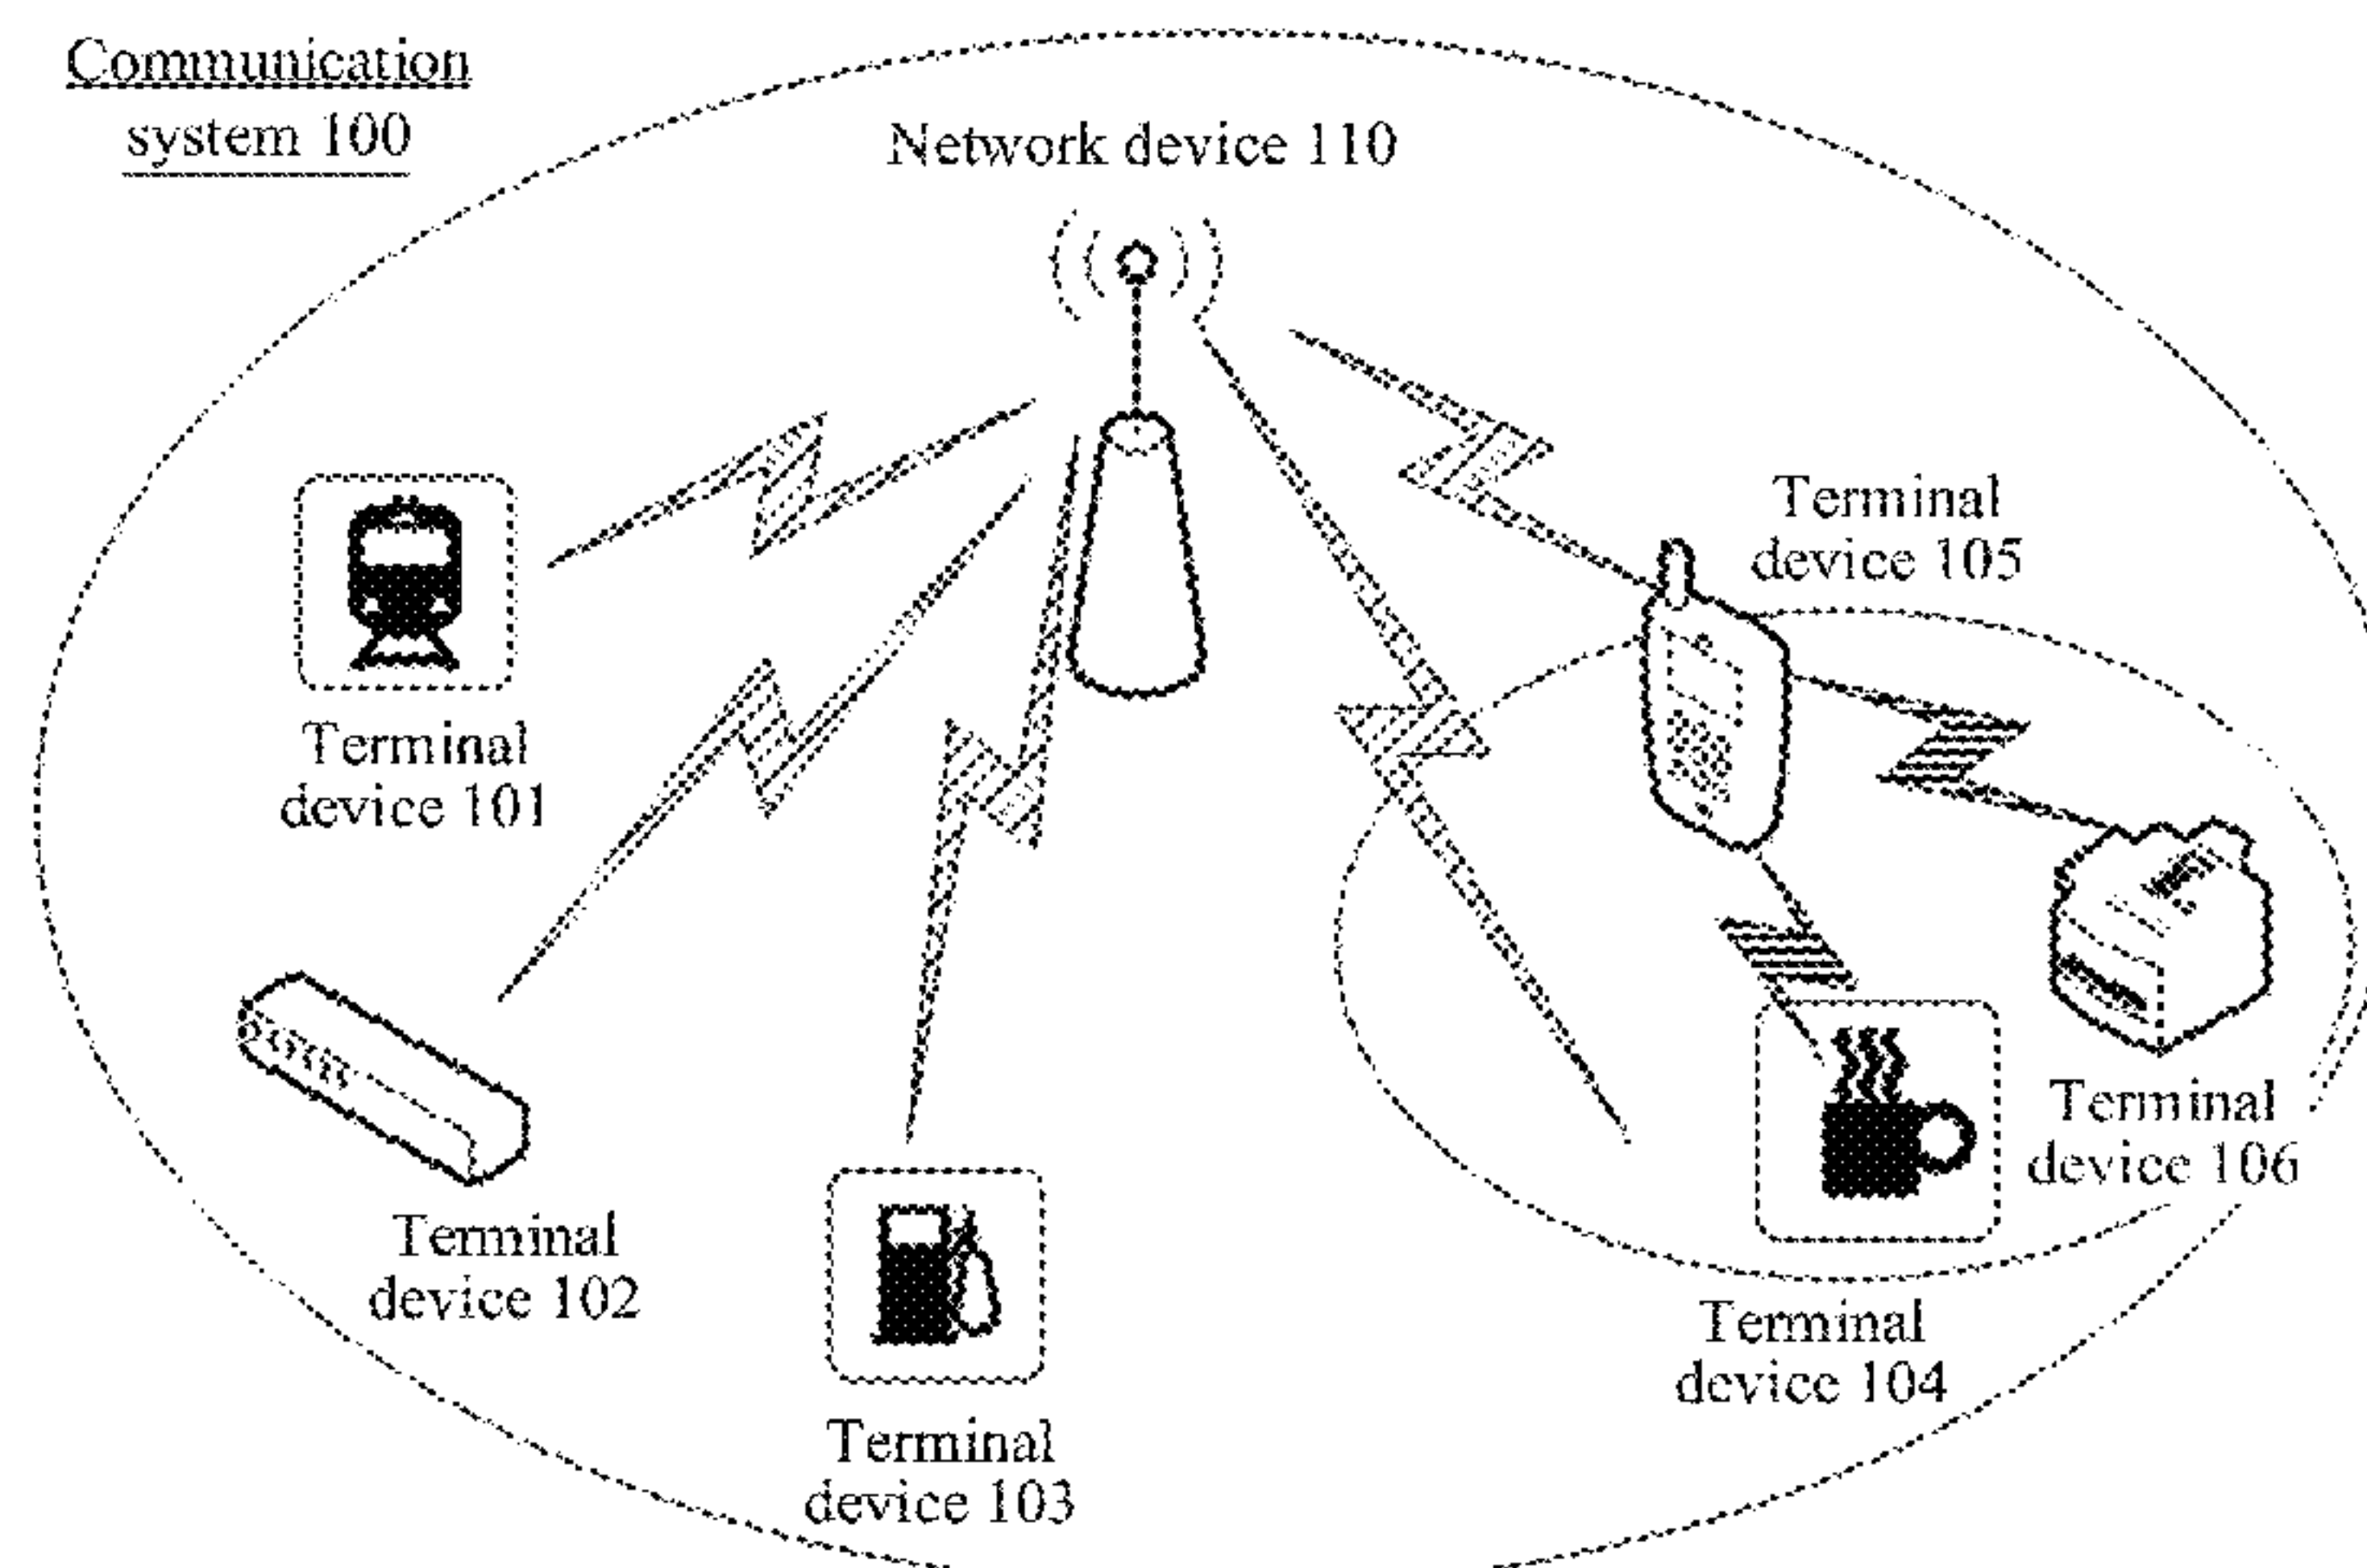 Communication
system 100
Network device 110
Terminal
device 105
Terminal
device 101
Terminal
device 106
Terminal
device 102
Terminal
device 104
Terminal
device 103